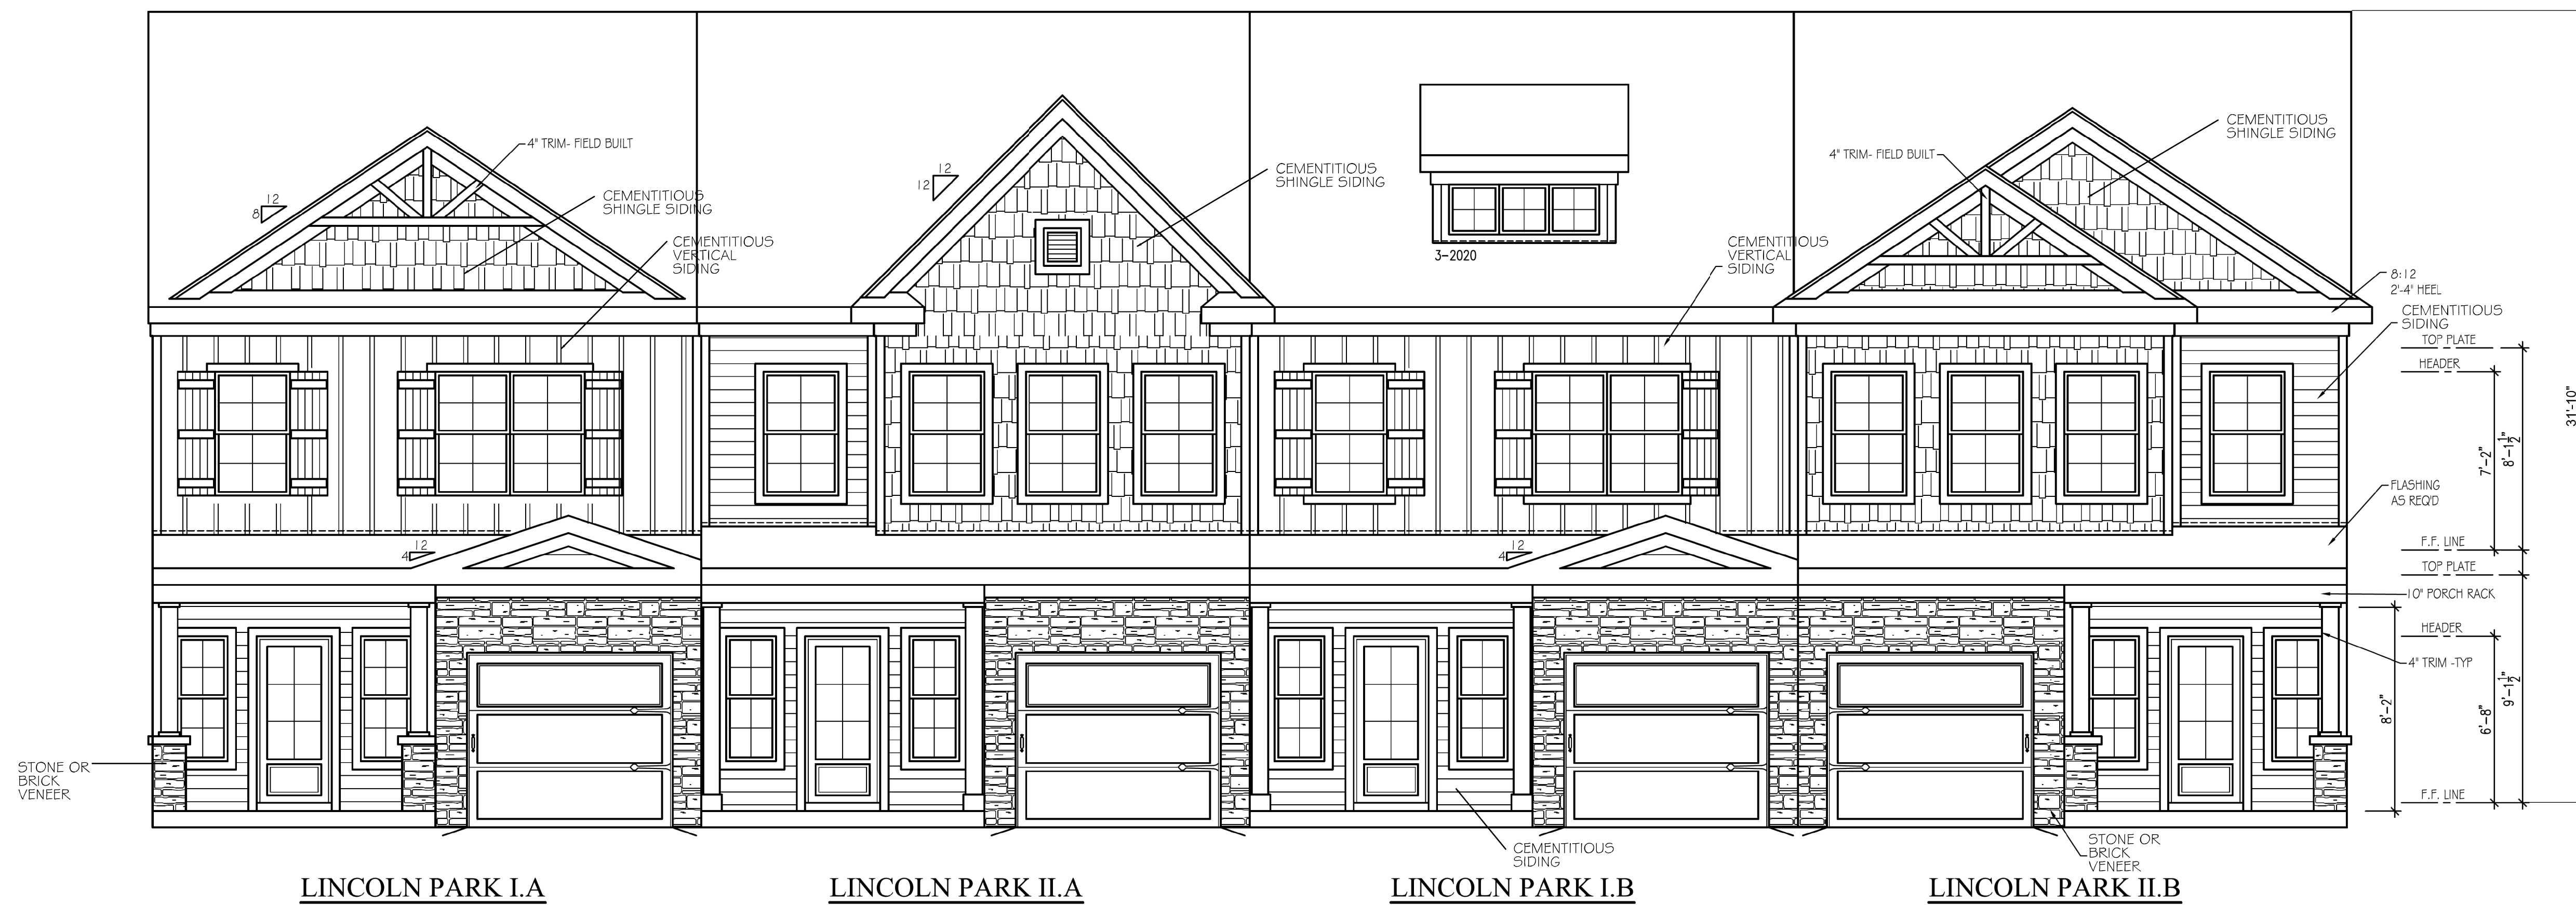 4" TRIM- FIELD BUILT
12
8
CEMENTITIOUS
SHINGLE SIDING
CEMENTITIOUS
VERTICAL
SIDING
12
12
CEMENTITIOUS
SHINGLE SIDING
3-2020
CEMENTITIOUS
VERTICAL
SIDING
4" TRIM- FIELD BUILT
CEMENTITIOUS
SHINGLE SIDING
8:12
2'-4' HEEL
CEMENTITIOUS
SIDING
TOP PLATE
HEADER
31'-10"
7'-2"
8'-1 1/2"
FLASHING
AS REQ'D
F.F. LINE
TOP PLATE
12
4
12
4
10" PORCH RACK
HEADER
4" TRIM -TYP
8'-2"
6'-8"
9'-1 1/2"
F.F. LINE
STONE OR
BRICK
VENEER
CEMENTITIOUS
SIDING
STONE OR
BRICK
VENEER
LINCOLN PARK I.A
LINCOLN PARK II.A
LINCOLN PARK I.B
LINCOLN PARK II.B